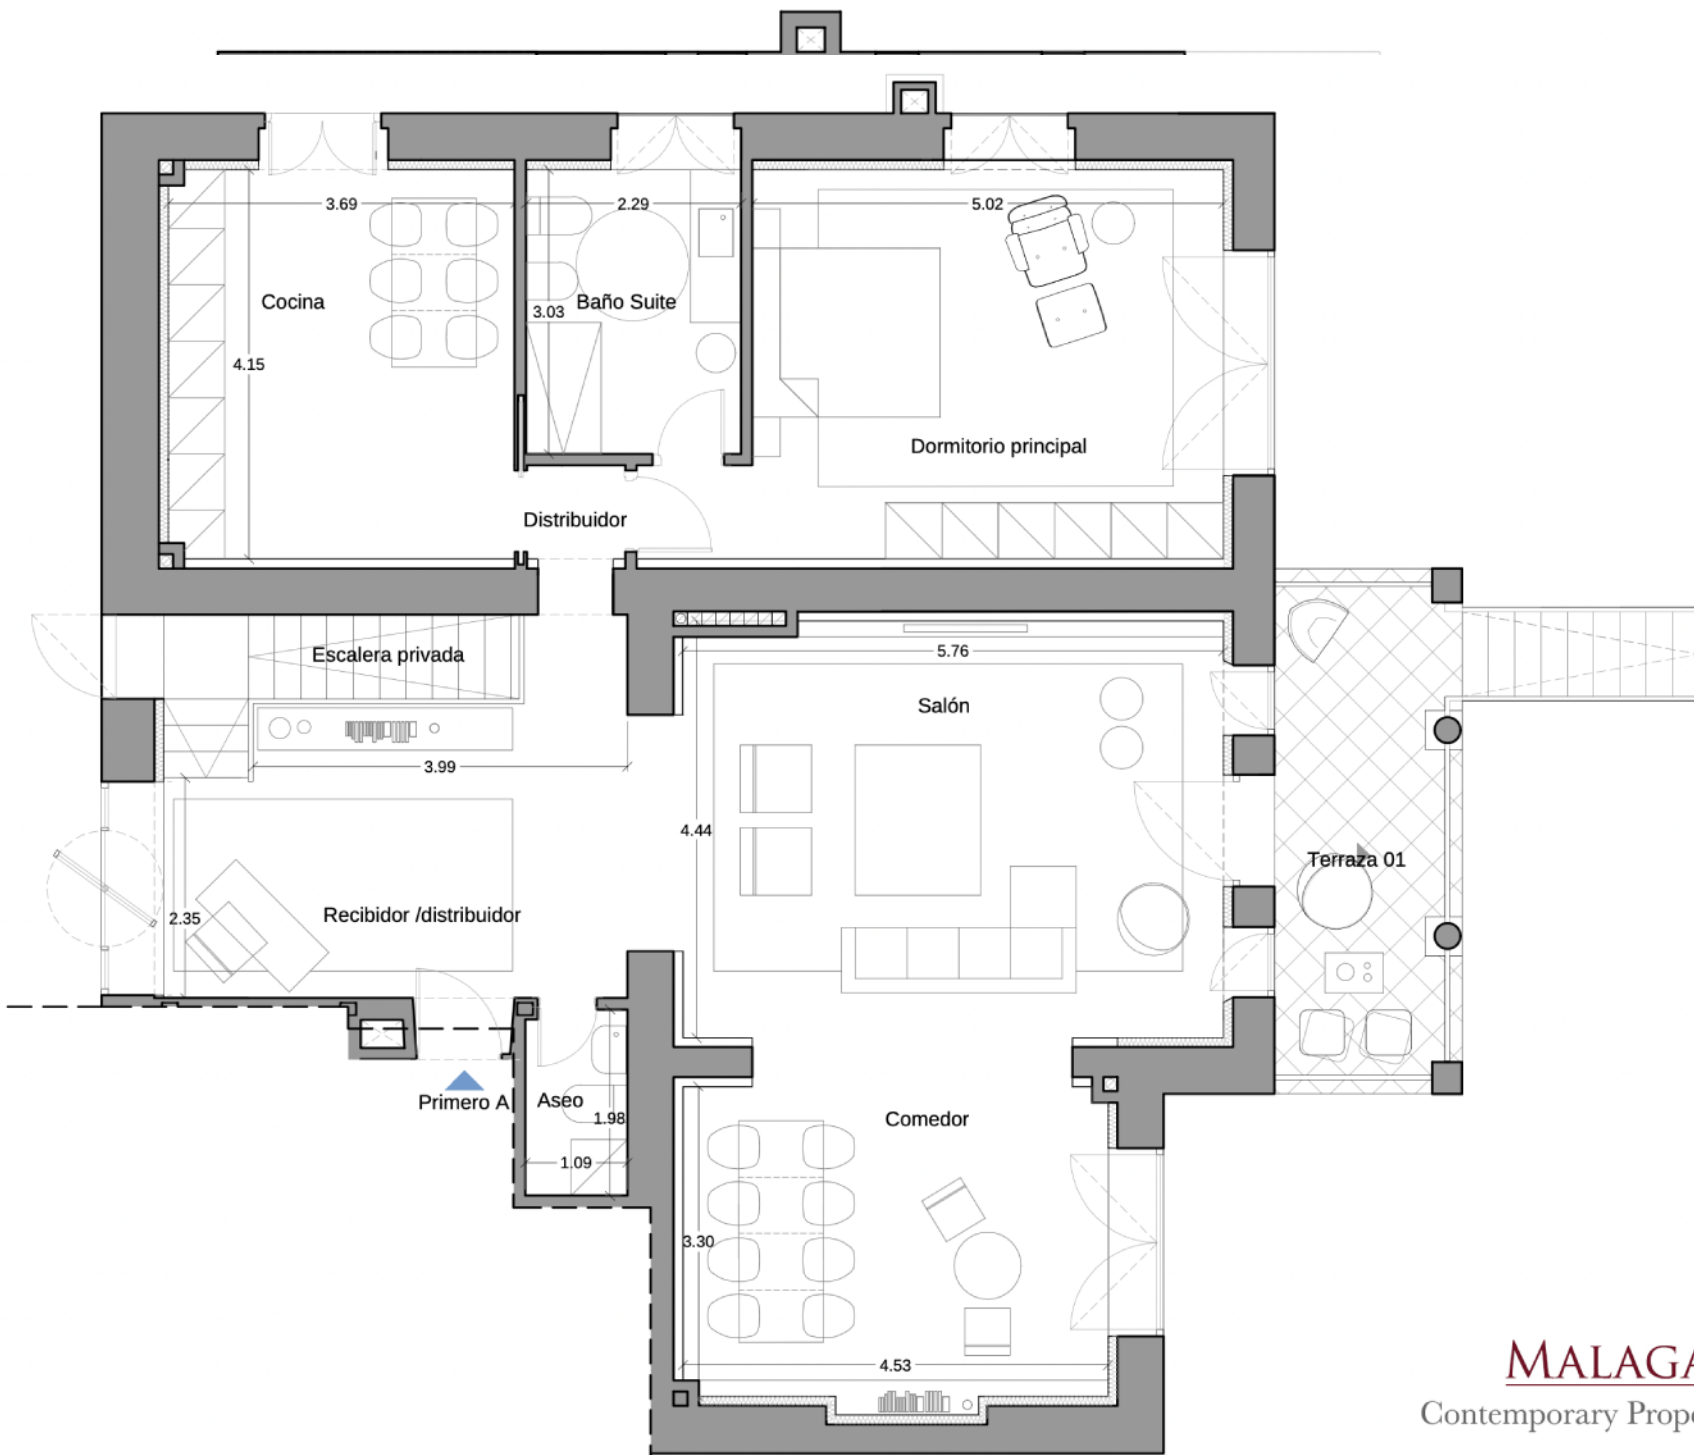 3.69
2.29
5.02
Cocina
Baño Suite
3.03
4.15
Dormitorio principal
Distribuidor
Escalera privada
5.76
Salón
3.99
4.44
Terraza 01
2.35
Recibidor /distribuidor
Primero A
Aseo
1.98
Comedor
1.09
3.30
4.53
MALAGA
Contemporary Prope